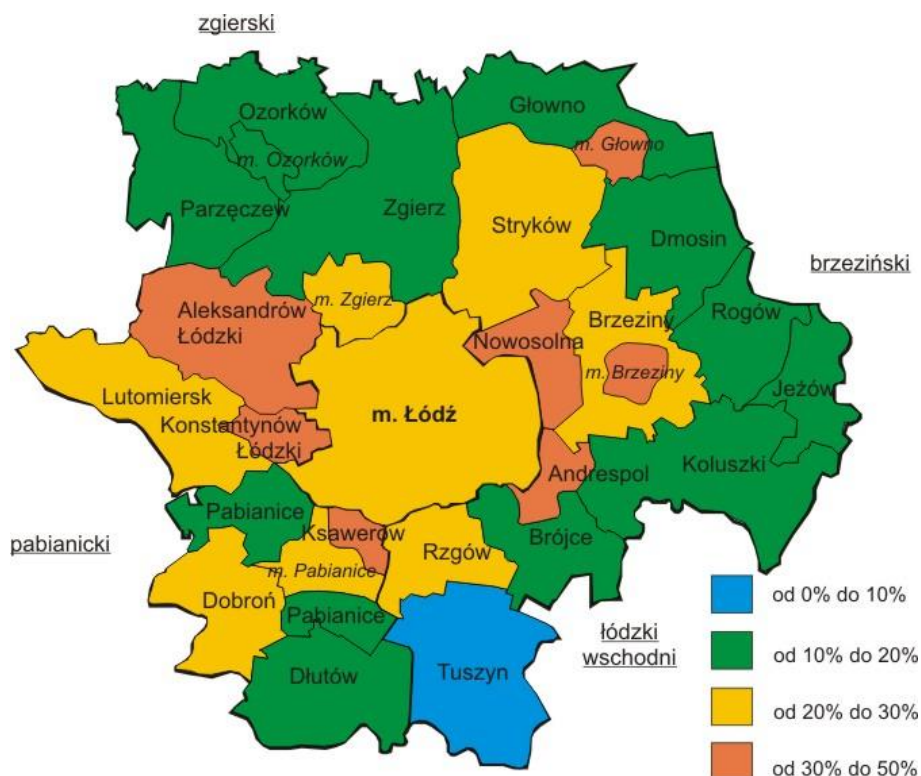 zgierski
Ozorków
Głowno
m. Ozorków
m. Głowno
Parzęczew
Zgierz
Stryków
Dmosin
brzeziński
m. Zgierz
Aleksandrów
Łódzki
Brzeziny
Rogów
Nowosolna
m. Brzeziny
Jeżów
Lutomiersk
Konstantynów
Łódzki
m. Łódź
Andrespol
Koluszki
Pabianice
Ksawerów
Rzgów
Brójce
pabianicki
m. Pabianice
Dobroń
Pabianice
łódzki
wschodni
Dłutów
Tuszyn
od 0% do 10%
od 10% do 20%
od 20% do 30%
od 30% do 50%